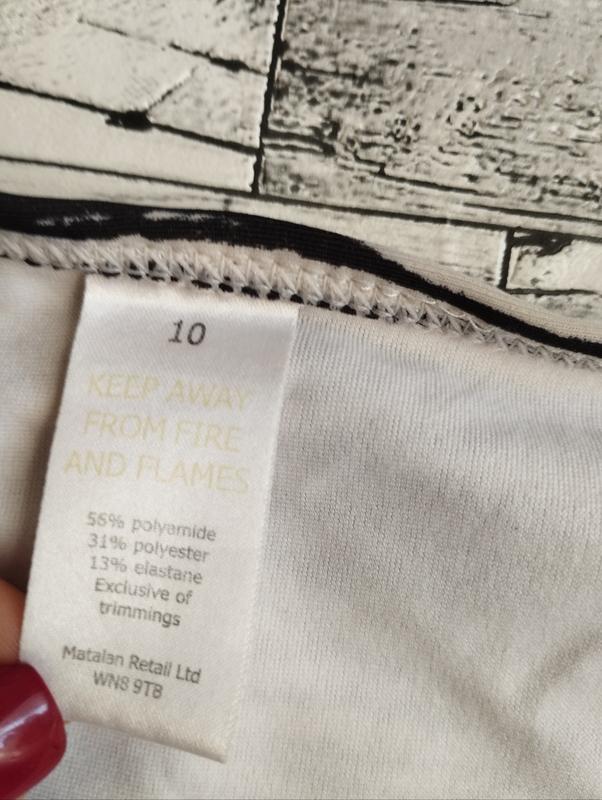 10
KEEP AWAY
FROM FIRE
AND FLAMES
56% polyamide
31% polyester
13% elastane
Exclusive of
trimmings
Matalan Retail Ltd
WN8 9TB